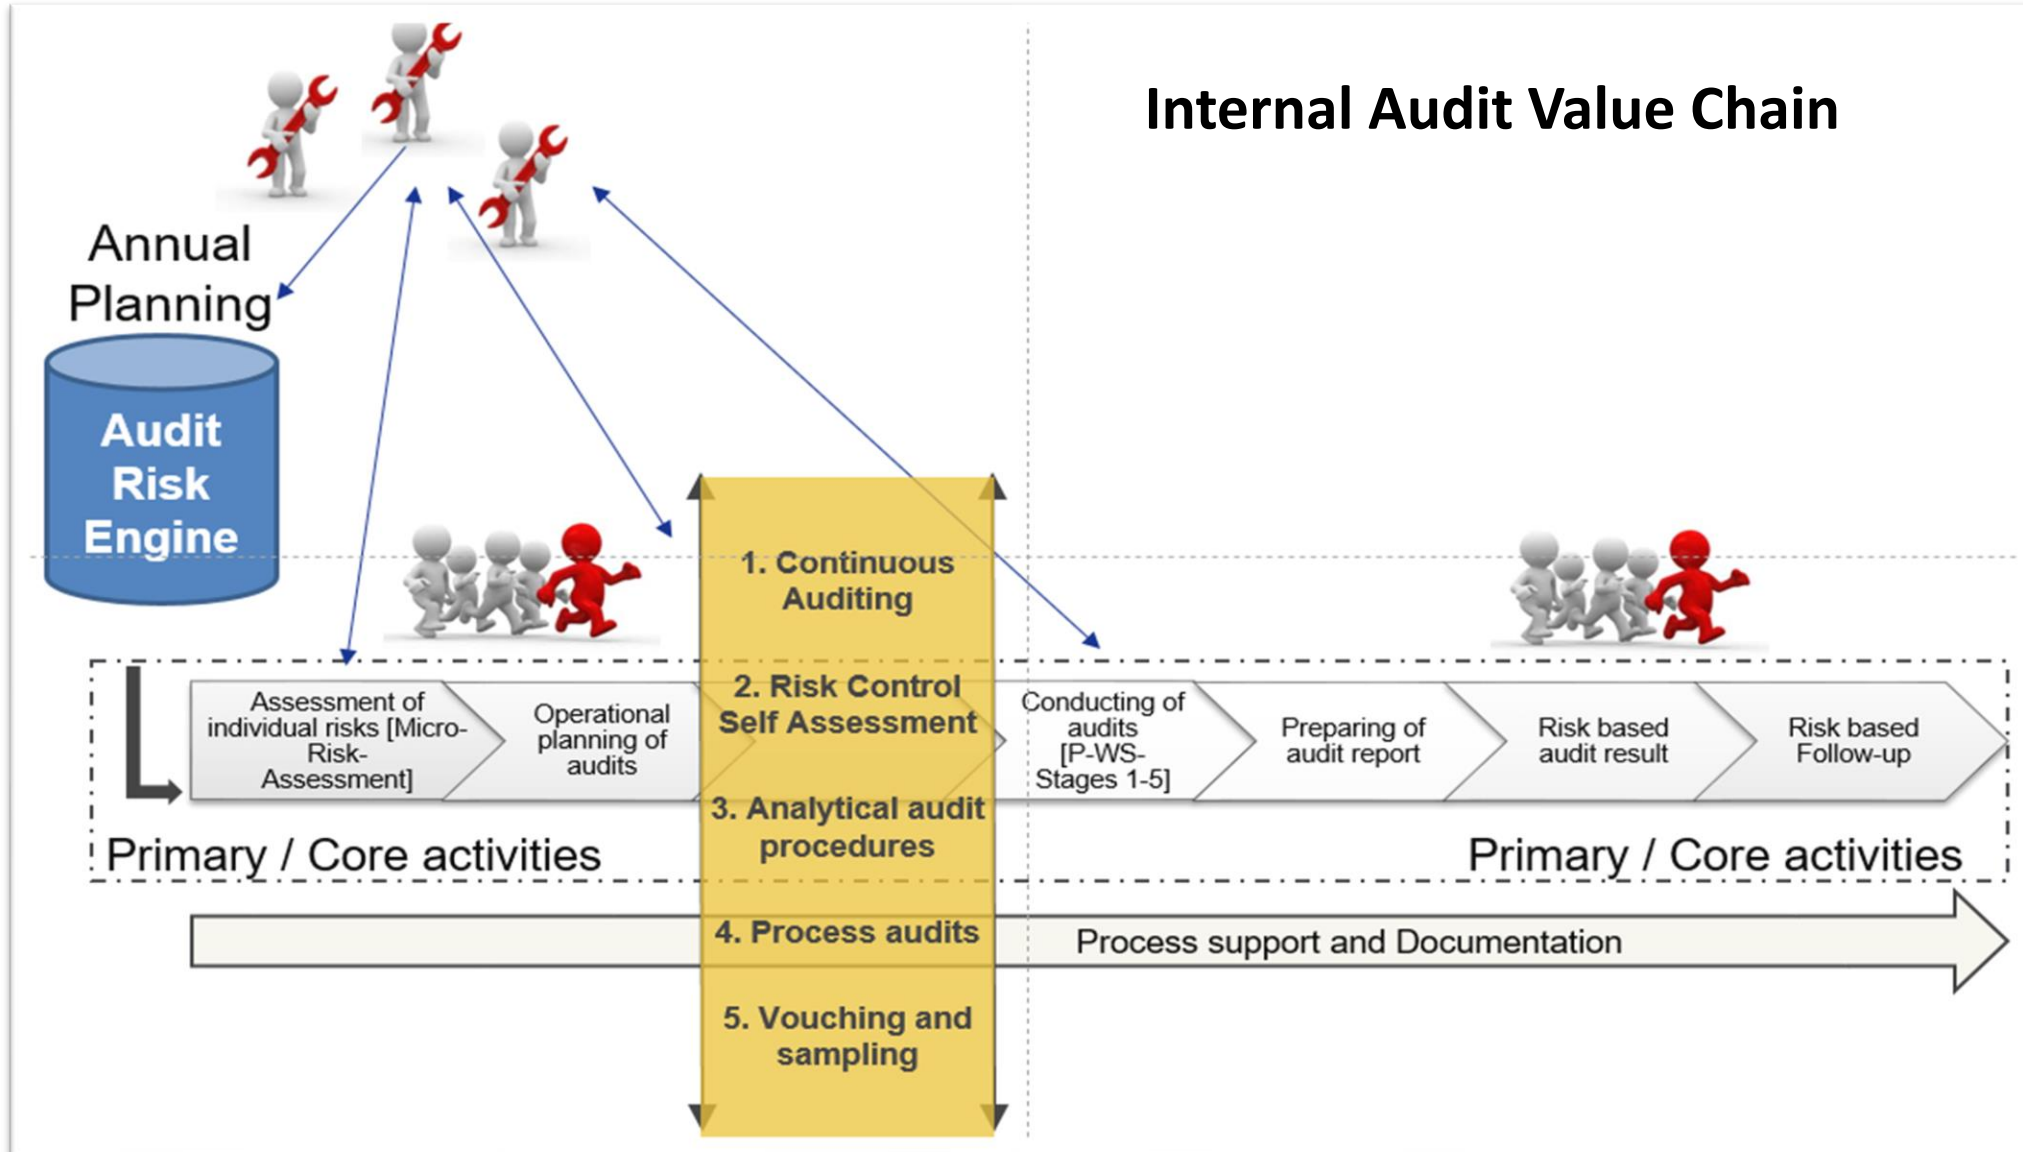 Internal Audit Value Chain
Annual
Planning
Audit
Risk
Engine
1. Continuous
Auditing
2. Risk Control
Self Assessment
3. Analytical audit
procedures
4. Process audits
5. Vouching and
sampling
Assessment of
individual risks [Micro-
Risk-
Assessment]
Operational
planning of
audits
Conducting of
audits
[P-WS-
Stages 1-5]
Preparing of
audit report
Risk based
audit result
Risk based
Follow-up
Primary / Core activities
Primary / Core activities
Process support and Documentation